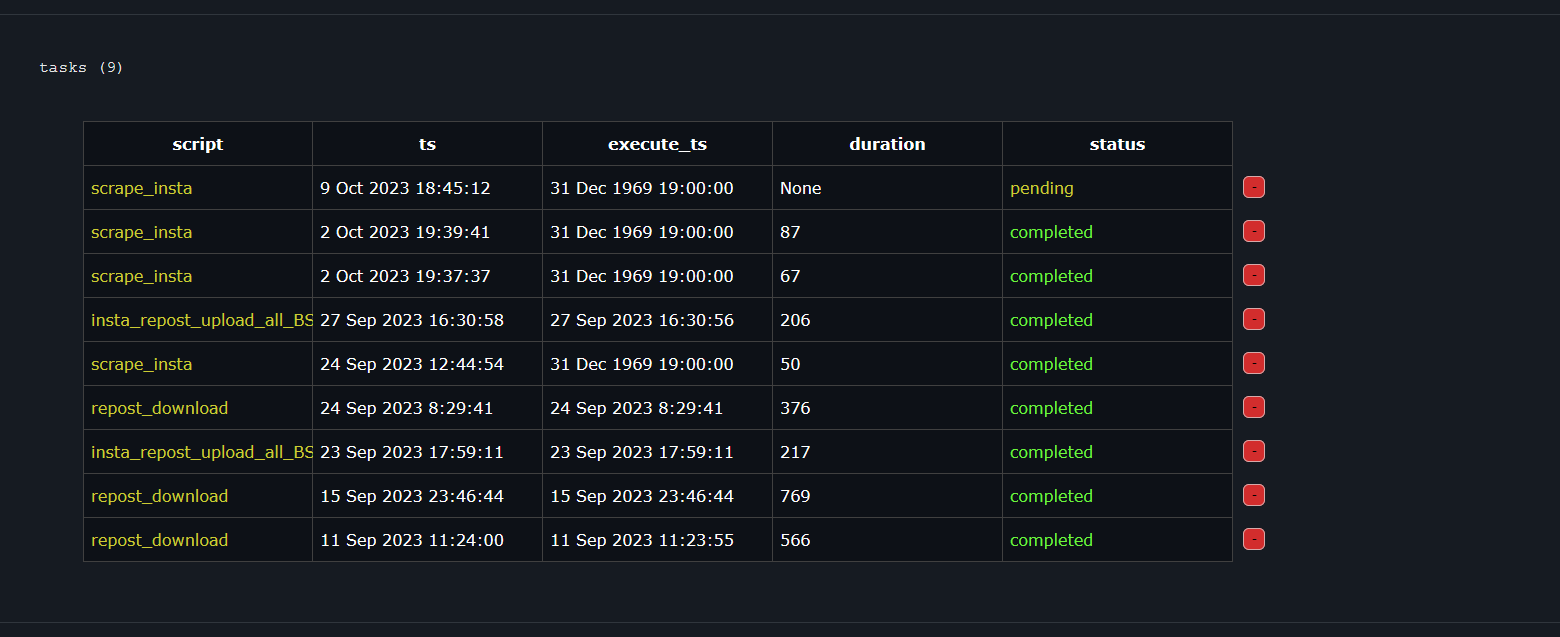 tasks (9)
script ts execute_ts duration status
scrape_insta 9 Oct 2023 18:45:12 31 Dec 1969 19:00:00 None pending -
scrape_insta 2 Oct 2023 19:39:41 31 Dec 1969 19:00:00 87 completed -
scrape_insta 2 Oct 2023 19:37:37 31 Dec 1969 19:00:00 67 completed -
insta_repost_upload_all_BS 27 Sep 2023 16:30:58 27 Sep 2023 16:30:56 206 completed -
scrape_insta 24 Sep 2023 12:44:54 31 Dec 1969 19:00:00 50 completed -
repost_download 24 Sep 2023 8:29:41 24 Sep 2023 8:29:41 376 completed -
insta_repost_upload_all_BS 23 Sep 2023 17:59:11 23 Sep 2023 17:59:11 217 completed -
repost_download 15 Sep 2023 23:46:44 15 Sep 2023 23:46:44 769 completed -
repost_download 11 Sep 2023 11:24:00 11 Sep 2023 11:23:55 566 completed -